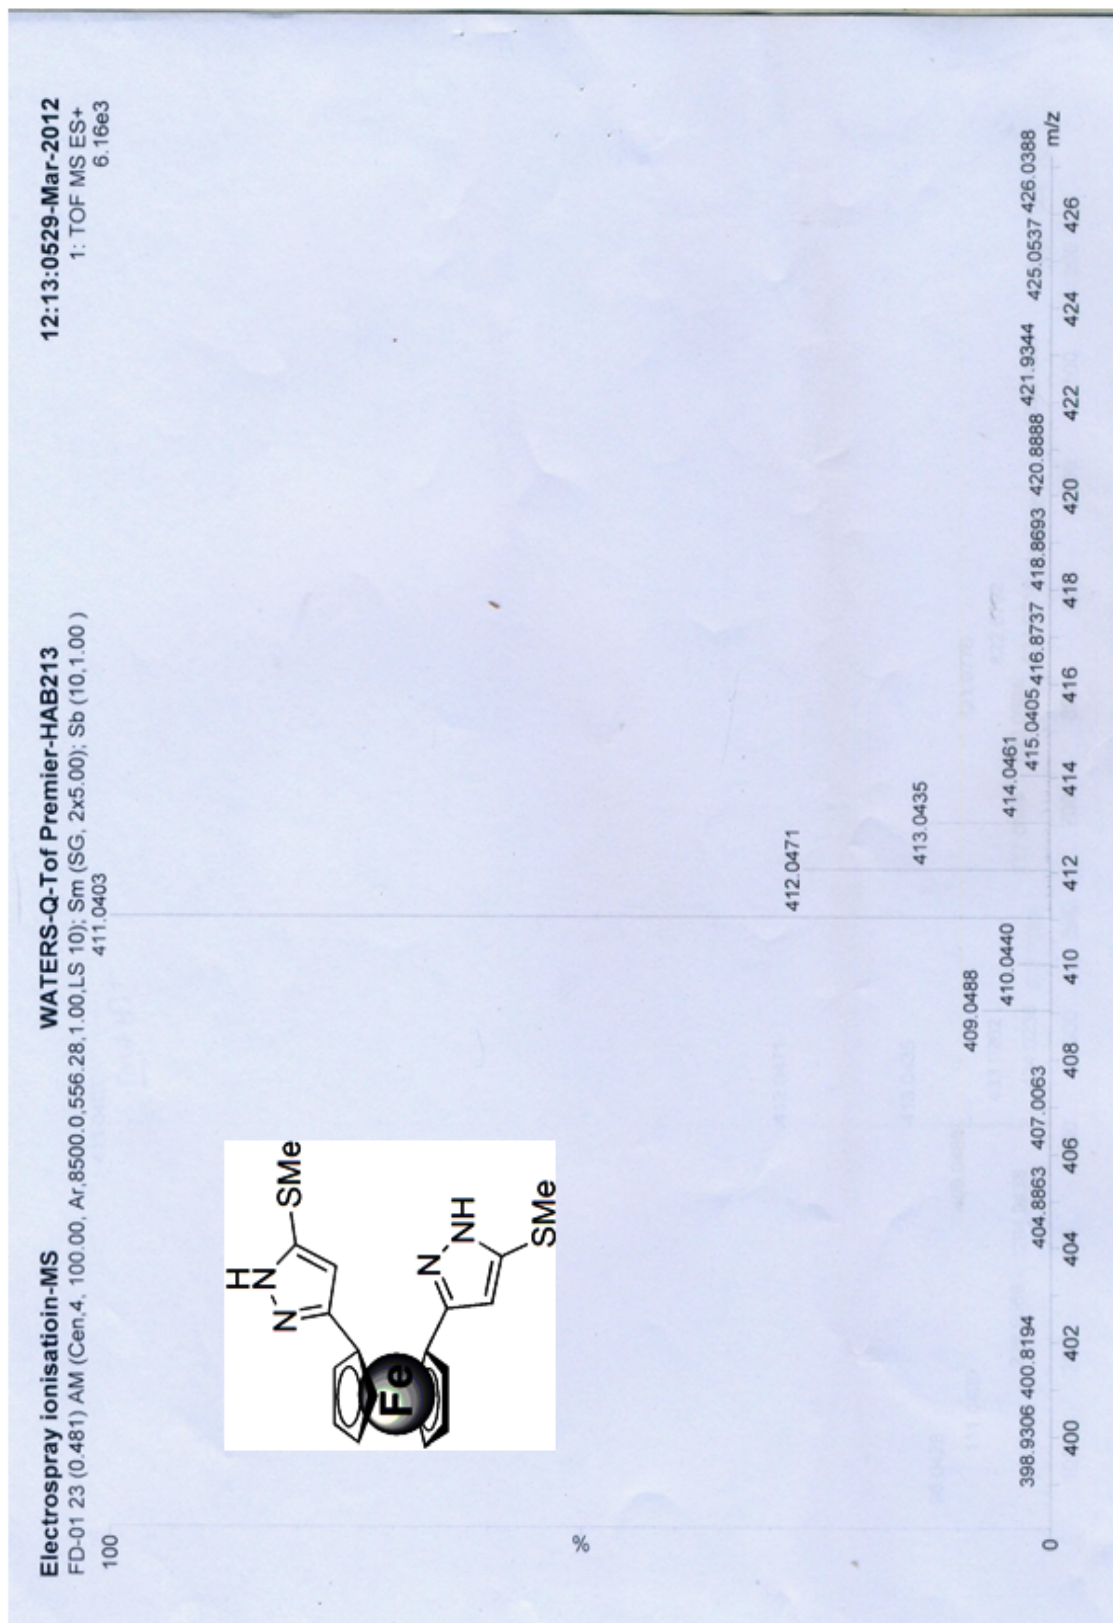 Electrospray ionisatioin-MS WATERS-Q-Tof Premier-HAB213 12:13:0529-Mar-2012
FD-01 23 (0.481) AM (Cen,4, 100.00, Ar,8500.0,556.28,1.00,LS 10); Sm (SG, 2x5.00); Sb (10,1.00 ) 1: TOF MS ES+
411.0403 6.16e3
100
H
N
N
SMe
Fe
N
NH
SMe
%
412.0471
413.0435
409.0488
410.0440
414.0461
398.9306 400.8194 404.8863 407.0063 415.0405 416.8737 418.8693 420.8888 421.9344 425.0537 426.0388
0
400 402 404 406 408 410 412 414 416 418 420 422 424 426
m/z